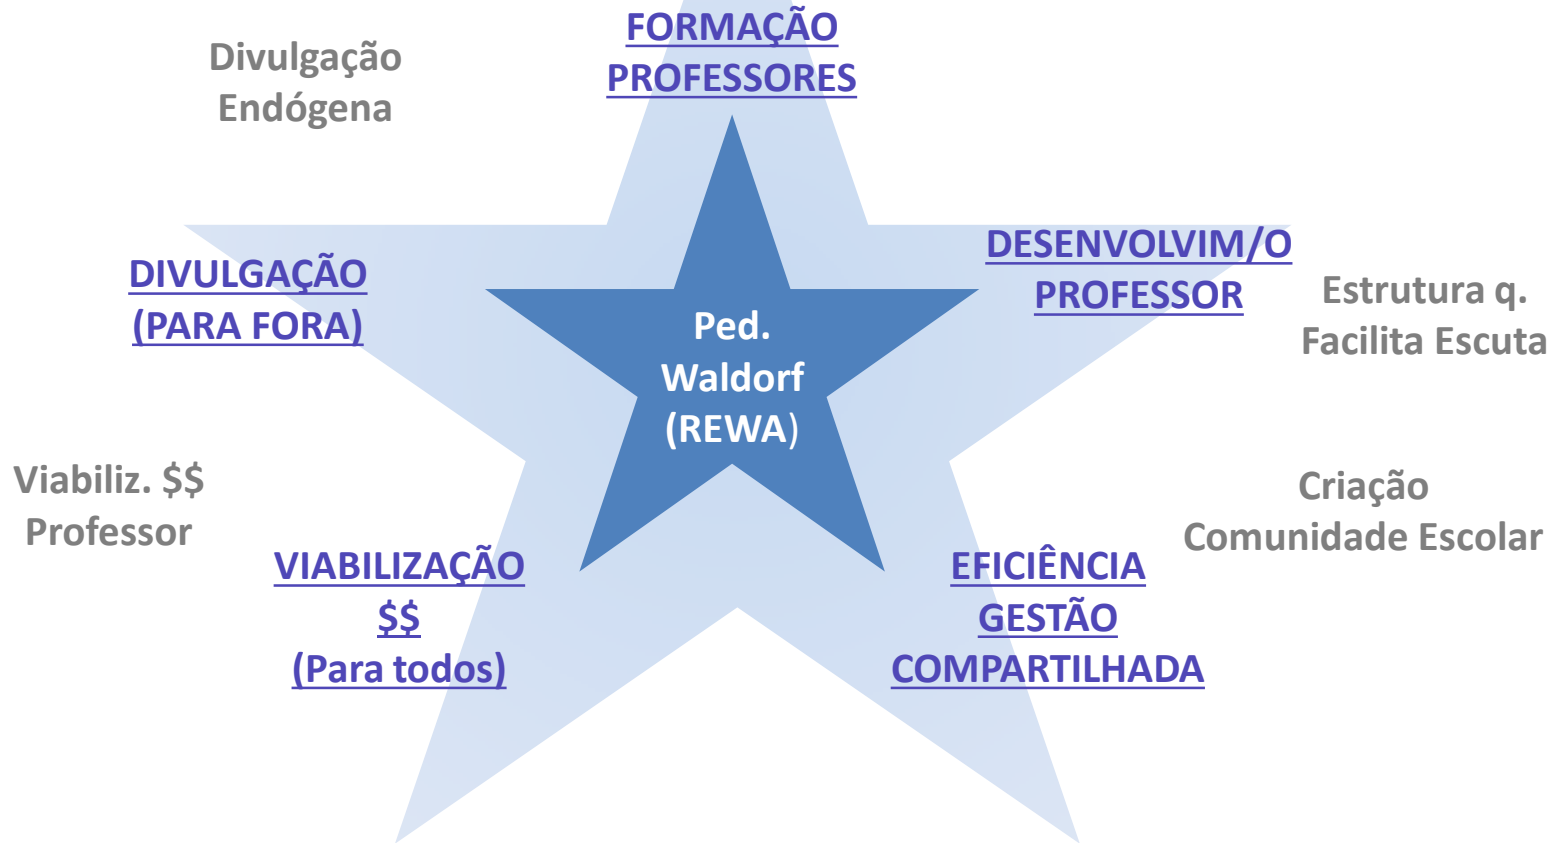 FORMAÇÃO
PROFESSORES
Divulgação
Endógena
DIVULGAÇÃO
(PARA FORA)
DESENVOLVIM/O
PROFESSOR
Estrutura q.
Facilita Escuta
Ped.
Waldorf
(REWA)
Viabiliz. $$
Professor
Criação
Comunidade Escolar
VIABILIZAÇÃO
$$
(Para todos)
EFICIÊNCIA
GESTÃO
COMPARTILHADA